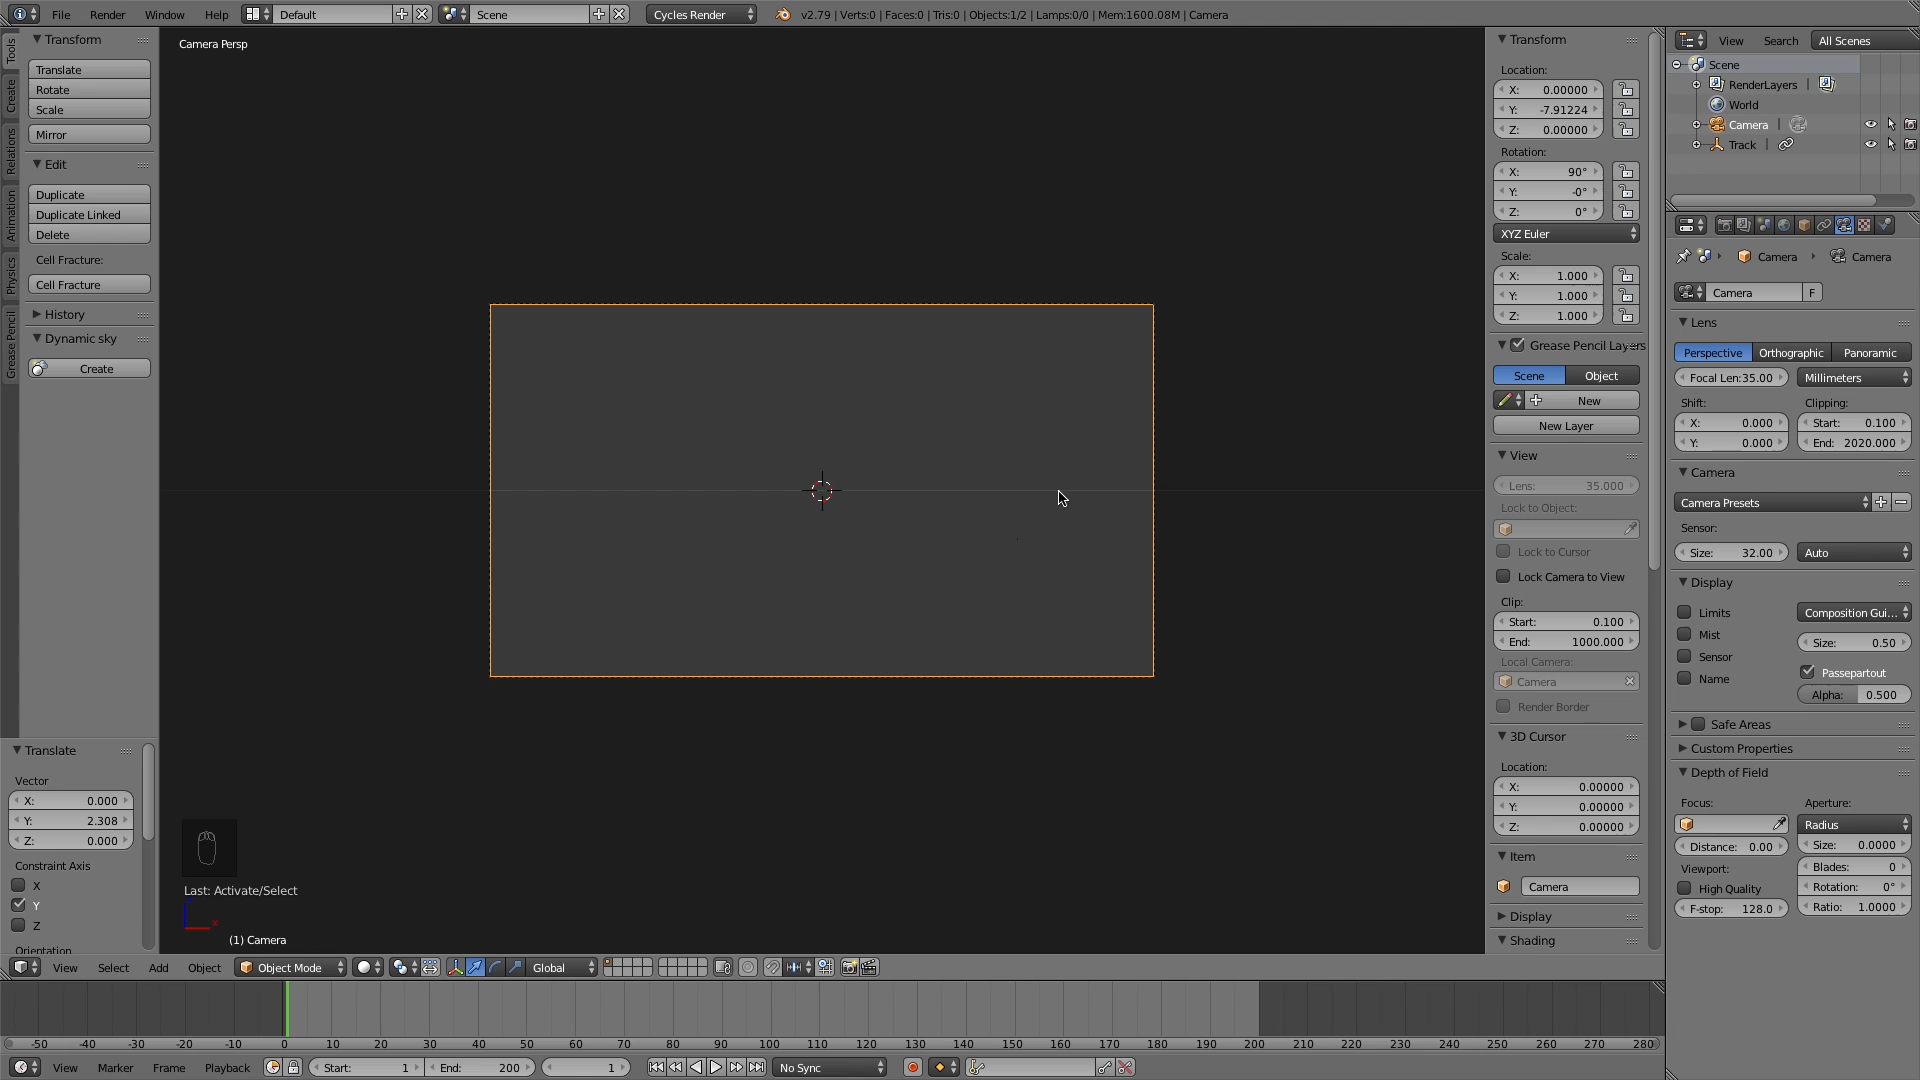 File Render Window Help Default Scene Cycles Render v2.79 | Verts:0 | Faces:0 | Tris:0 | Objects:1/2 | Lamps:0/0 | Mem:1600.08M | Camera
Tools
Create
Relations
Animation
Physics
Grease Pencil
Transform
Translate
Rotate
Scale
Mirror
Edit
Duplicate
Duplicate Linked
Delete
Cell Fracture:
Cell Fracture
History
Dynamic sky
Create
Translate
Vector
X: 0.000
Y: 2.308
Z: 0.000
Constraint Axis
X
Y
Z
Orientation
Camera Persp
Last: Activate/Select
x
(1) Camera
Transform
Location:
X: 0.00000
Y: -7.91224
Z: 0.00000
Rotation:
X: 90°
Y: -0°
Z: 0°
XYZ Euler
Scale:
X: 1.000
Y: 1.000
Z: 1.000
Grease Pencil Layers
Scene Object
New
New Layer
View
Lens: 35.000
Lock to Object:
Lock to Cursor
Lock Camera to View
Clip:
Start: 0.100
End: 1000.000
Local Camera:
Camera
Render Border
3D Cursor
Location:
X: 0.00000
Y: 0.00000
Z: 0.00000
Item
Camera
Display
Shading
View Search All Scenes
Scene
RenderLayers
World
Camera
Track
Camera Camera
Camera F
Lens
Perspective Orthographic Panoramic
Focal Len:35.00 Millimeters
Shift: Clipping:
X: 0.000 Start: 0.100
Y: 0.000 End: 2020.000
Camera
Camera Presets
Sensor:
Size: 32.00 Auto
Display
Limits Composition Gui...
Mist Size: 0.50
Sensor Passepartout
Name Alpha: 0.500
Safe Areas
Custom Properties
Depth of Field
Focus: Aperture:
Radius
Distance: 0.00 Size: 0.0000
Viewport: Blades: 0
High Quality Rotation: 0°
F-stop: 128.0 Ratio: 1.0000
View Select Add Object Object Mode Global
-50 -40 -30 -20 -10 0 10 20 30 40 50 60 70 80 90 100 110 120 130 140 150 160 170 180 190 200 210 220 230 240 250 260 270 280
View Marker Frame Playback Start: 1 End: 200 1 No Sync